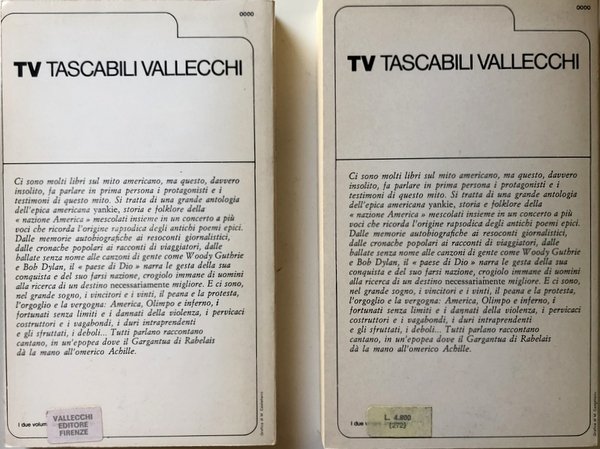 0000
TV TASCABILI VALLECCHI
Ci sono molti libri sul mito americano, ma questo, davvero
insolito, fa parlare in prima persona i protagonisti e i
testimoni di questo mito. Si tratta di una grande antologia
dell'epica americana yankie, storia e folklore della
« nazione America » mescolati insieme in un concerto a più
voci che ricorda l'origine rapsodica degli antichi poemi epici.
Dalle memorie autobiografiche ai resoconti giornalistici,
dalle cronache popolari ai racconti di viaggiatori, dalle
ballate senza nome alle canzoni di gente come Woody Guthrie
e Bob Dylan, il « paese di Dio » narra le gesta della sua
conquista e del suo farsi nazione, crogiolo immane di uomini
alla ricerca di un destino necessariamente migliore. E ci sono,
nel grande sogno, i vincitori e i vinti, il peana e la protesta,
l'orgoglio e la vergogna: America, Olimpo e inferno, i
fortunati senza limiti e i dannati della violenza, i pervicaci
costruttori e i vagabondi, i duri intraprendenti
e gli sfruttati, i deboli... Tutti parlano raccontano
cantano, in un'epopea dove il Gargantua di Rabelais
dà la mano all'omerico Achille.
I due volum
VALLECCHI
EDITORE
FIRENZE
0000
TV TASCABILI VALLECCHI
Ci sono molti libri sul mito americano, ma questo, davvero
insolito, fa parlare in prima persona i protagonisti e i
testimoni di questo mito. Si tratta di una grande antologia
dell'epica americana yankie, storia e folklore della
« nazione America » mescolati insieme in un concerto a più
voci che ricorda l'origine rapsodica degli antichi poemi epici.
Dalle memorie autobiografiche ai resoconti giornalistici,
dalle cronache popolari ai racconti di viaggiatori, dalle
ballate senza nome alle canzoni di gente come Woody Guthrie
e Bob Dylan, il « paese di Dio » narra le gesta della sua
conquista e del suo farsi nazione, crogiolo immane di uomini
alla ricerca di un destino necessariamente migliore. E ci sono,
nel grande sogno, i vincitori e i vinti, il peana e la protesta,
l'orgoglio e la vergogna: America, Olimpo e inferno, i
fortunati senza limiti e i dannati della violenza, i pervicaci
costruttori e i vagabondi, i duri intraprendenti
e gli sfruttati, i deboli... Tutti parlano raccontano
cantano, in un'epopea dove il Gargantua di Rabelais
dà la mano all'omerico Achille.
I due vo
L. 4.800
(272)